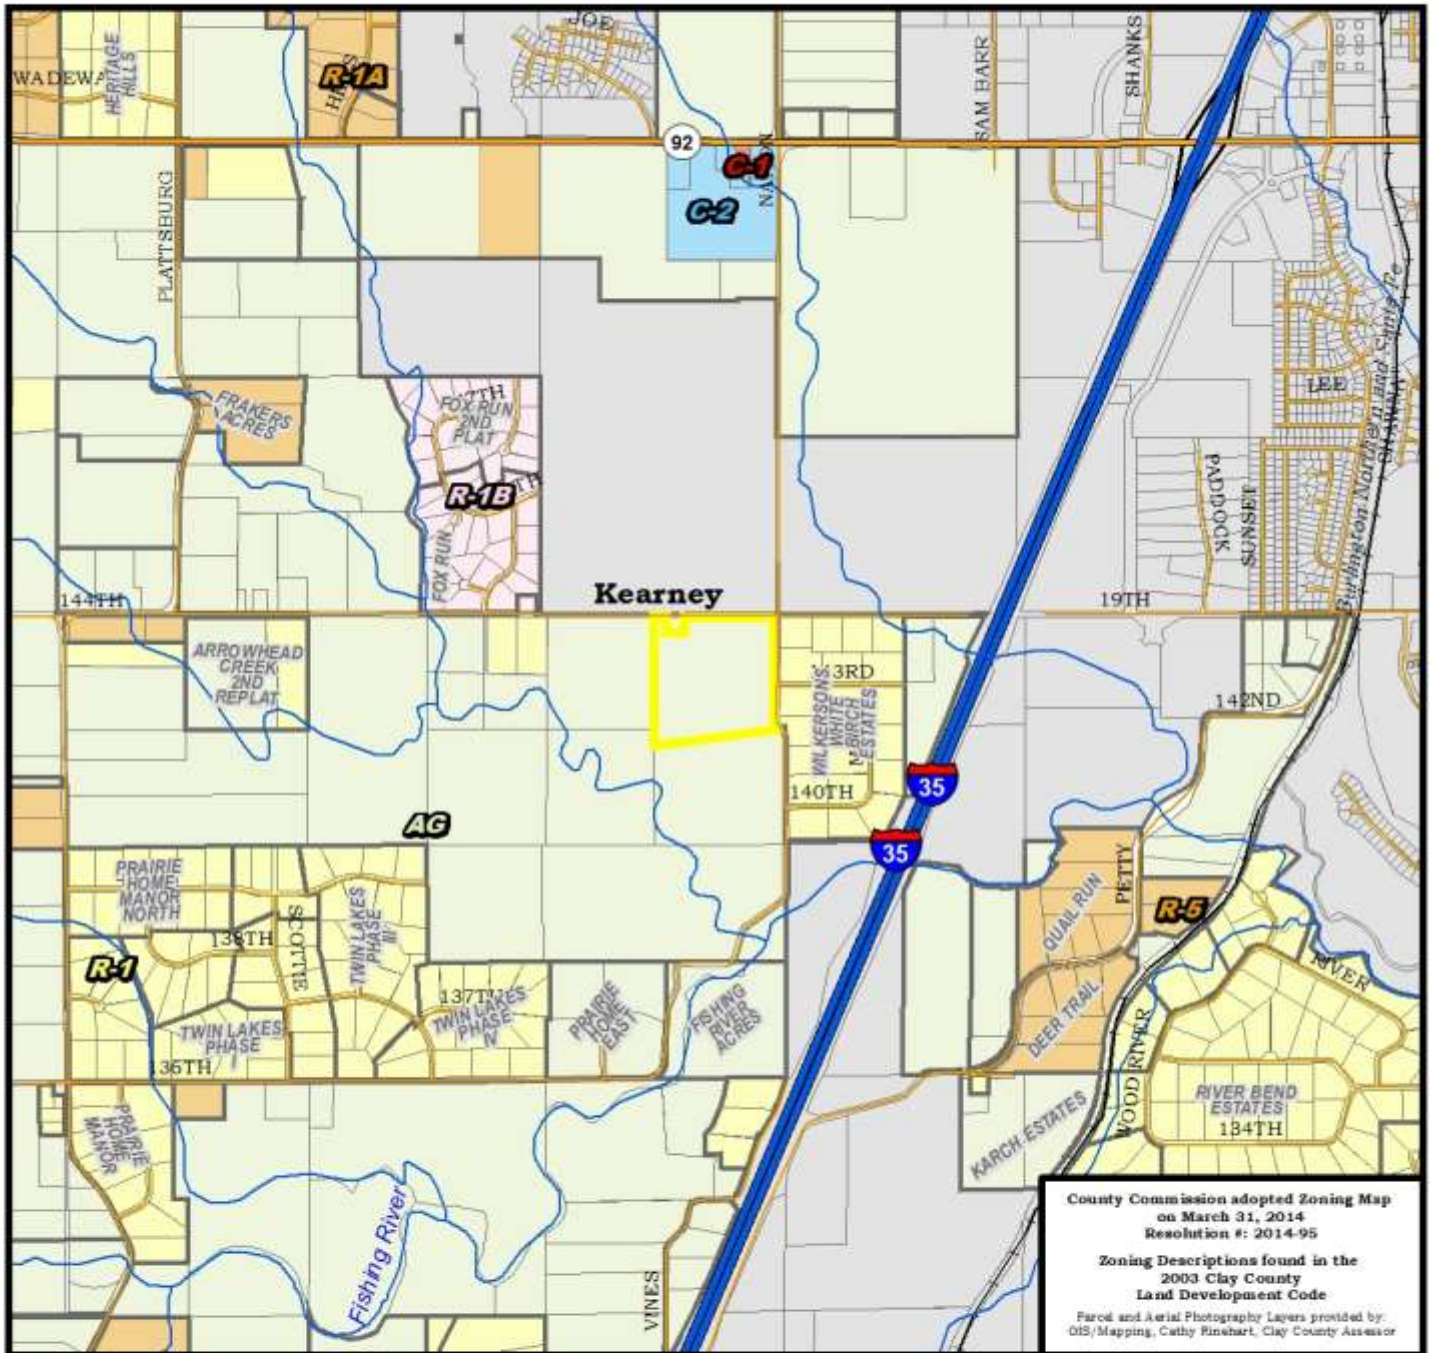 JOE
WADEWA
HERITAGE
HILLS
R-1A
SAM BARR
SHANKS
92
C-1
C-2
NATION
PLATTSBURG
FRAKERS
ACRES
FOX RUN
2ND
PLAT
R-1B
TH
FOX RUN
LEE
SHAWNA
Burlington Northern and Santa Fe
PADDOCK
SUNSET
Kearney
144TH
19TH
ARROWHEAD
CREEK
2ND
REPLAT
3RD
WILKERSONS
WHITE
BIRCH
ESTATES
142ND
140TH
35
35
AG
PRAIRIE
HOME
MANOR
NORTH
SCOTTIE
138TH
TWIN LAKES
PHASE
III
R-1
PETTY
QUAIL RUN
R-5
137TH
TWIN LAKES
PHASE
IV
PRAIRIE
HOME
EAST
FISHING
RIVER
ACRES
DEER TRAIL
RIVER
TWIN LAKES
PHASE
I
136TH
WOOD RIVER
RIVER BEND
ESTATES
134TH
PRAIRIE
HOME
MANOR
KARCH ESTATES
Fishing River
VINES
County Commission adopted Zoning Map
on March 31, 2014
Resolution #: 2014-95
Zoning Descriptions found in the
2003 Clay County
Land Development Code
Parcel and Aerial Photography Layers provided by:
GIS/Mapping, Cathy Rinehart, Clay County Assessor